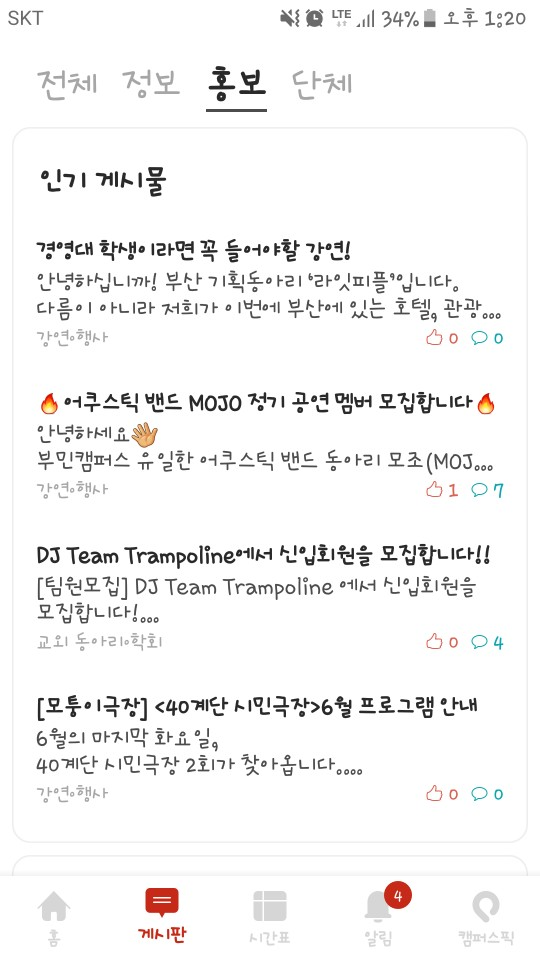 SKT LTE 34% 오후 1:20
전체 정보 홍보 단체
인기 게시물
경영대 학생이라면 꼭 들어야할 강연!
안녕하십니까! 부산 기획동아리 '라잇피플'입니다.
다름이 아니라 저희가 이번에 부산에 있는 호텔, 관광...
강연•행사 0 0
🔥어쿠스틱 밴드 MOJO 정기 공연 멤버 모집합니다🔥
안녕하세요👋
부민캠퍼스 유일한 어쿠스틱 밴드 동아리 모조(MOJ...
강연•행사 1 7
DJ Team Trampoline에서 신입회원을 모집합니다!!
[팀원모집] DJ Team Trampoline 에서 신입회원을
모집합니다!...
교외 동아리•학회 0 4
[모퉁이극장] <40계단 시민극장>6월 프로그램 안내
6월의 마지막 화요일,
40계단 시민극장 2회가 찾아옵니다....
강연•행사 0 0
4
홈 게시판 시간표 알림 캠퍼스픽